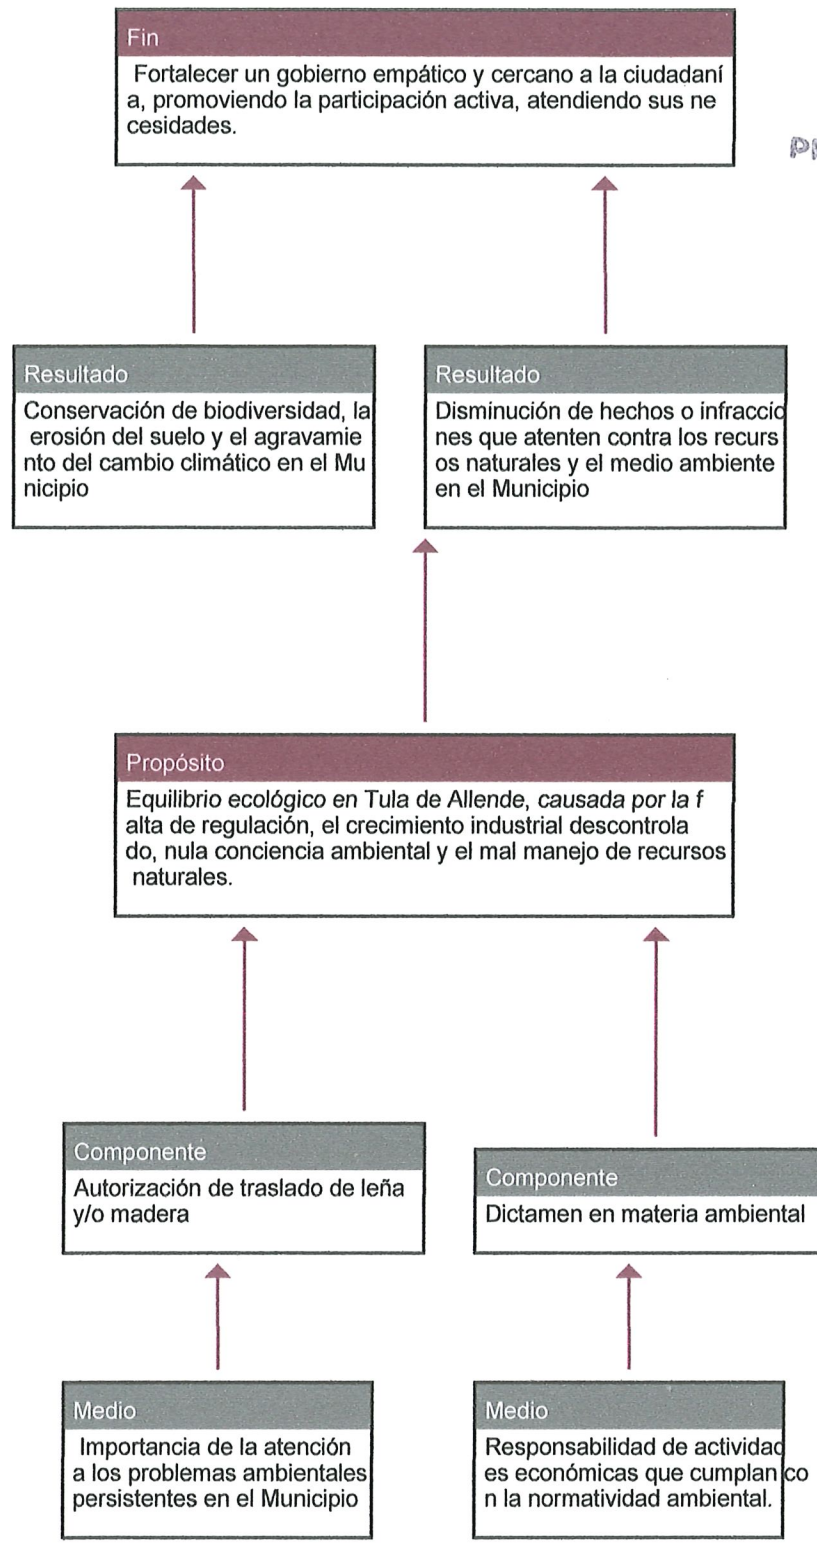 Fin
Fortalecer un gobierno empático y cercano a la ciudadaní
a, promoviendo la participación activa, atendiendo sus ne
cesidades.
Resultado
Conservación de biodiversidad, la
erosión del suelo y el agravamie
nto del cambio climático en el Mu
nicipio
Resultado
Disminución de hechos o infraccio
nes que atenten contra los recurs
os naturales y el medio ambiente
en el Municipio
Propósito
Equilibrio ecológico en Tula de Allende, causada por la f
alta de regulación, el crecimiento industrial descontrola
do, nula conciencia ambiental y el mal manejo de recursos
naturales.
Componente
Autorización de traslado de leña
y/o madera
Componente
Dictamen en materia ambiental
Medio
Importancia de la atención
a los problemas ambientales
persistentes en el Municipio
Medio
Responsabilidad de actividad
es económicas que cumplan co
n la normatividad ambiental.